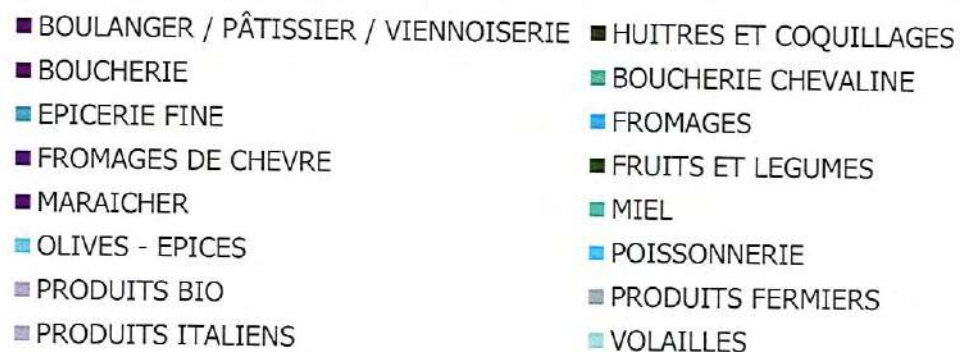 BOULANGER / PÂTISSIER / VIENNOISERIE
BOUCHERIE
EPICERIE FINE
FROMAGES DE CHEVRE
MARAICHER
OLIVES - EPICES
PRODUITS BIO
PRODUITS ITALIENS
HUITRES ET COQUILLAGES
BOUCHERIE CHEVALINE
FROMAGES
FRUITS ET LEGUMES
MIEL
POISSONNERIE
PRODUITS FERMIERS
VOLAILLES